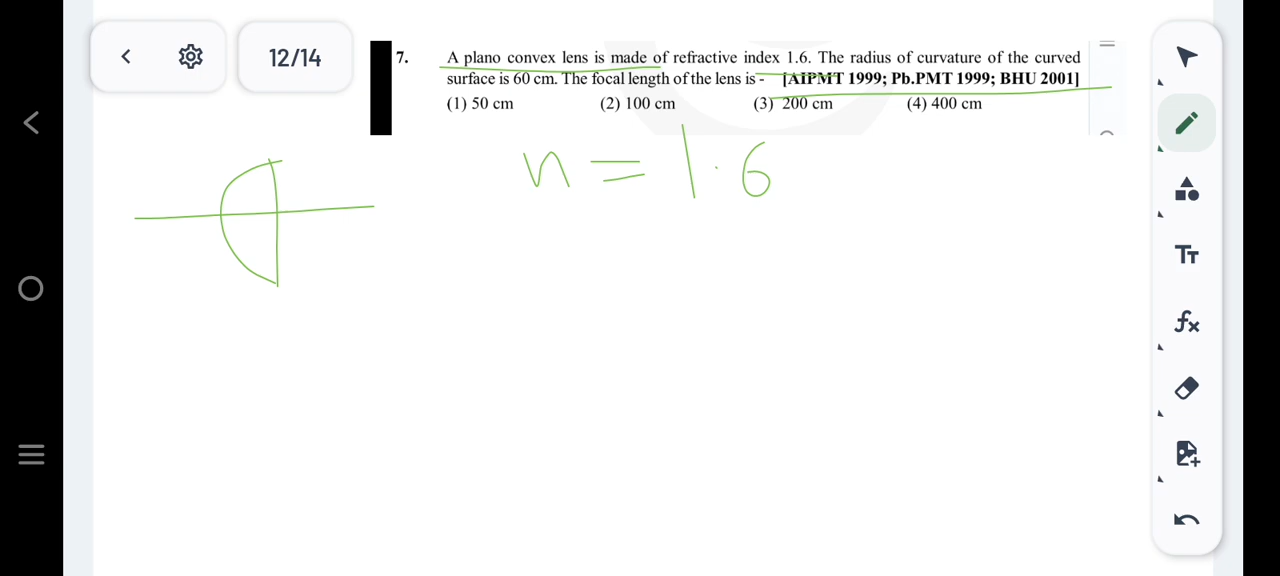 12/14
7. A plano convex lens is made of refractive index 1.6. The radius of curvature of the curved
surface is 60 cm. The focal length of the lens is - [AIPMT 1999; Pb.PMT 1999; BHU 2001]
(1) 50 cm (2) 100 cm (3) 200 cm (4) 400 cm
n = 1.6
TT
fx